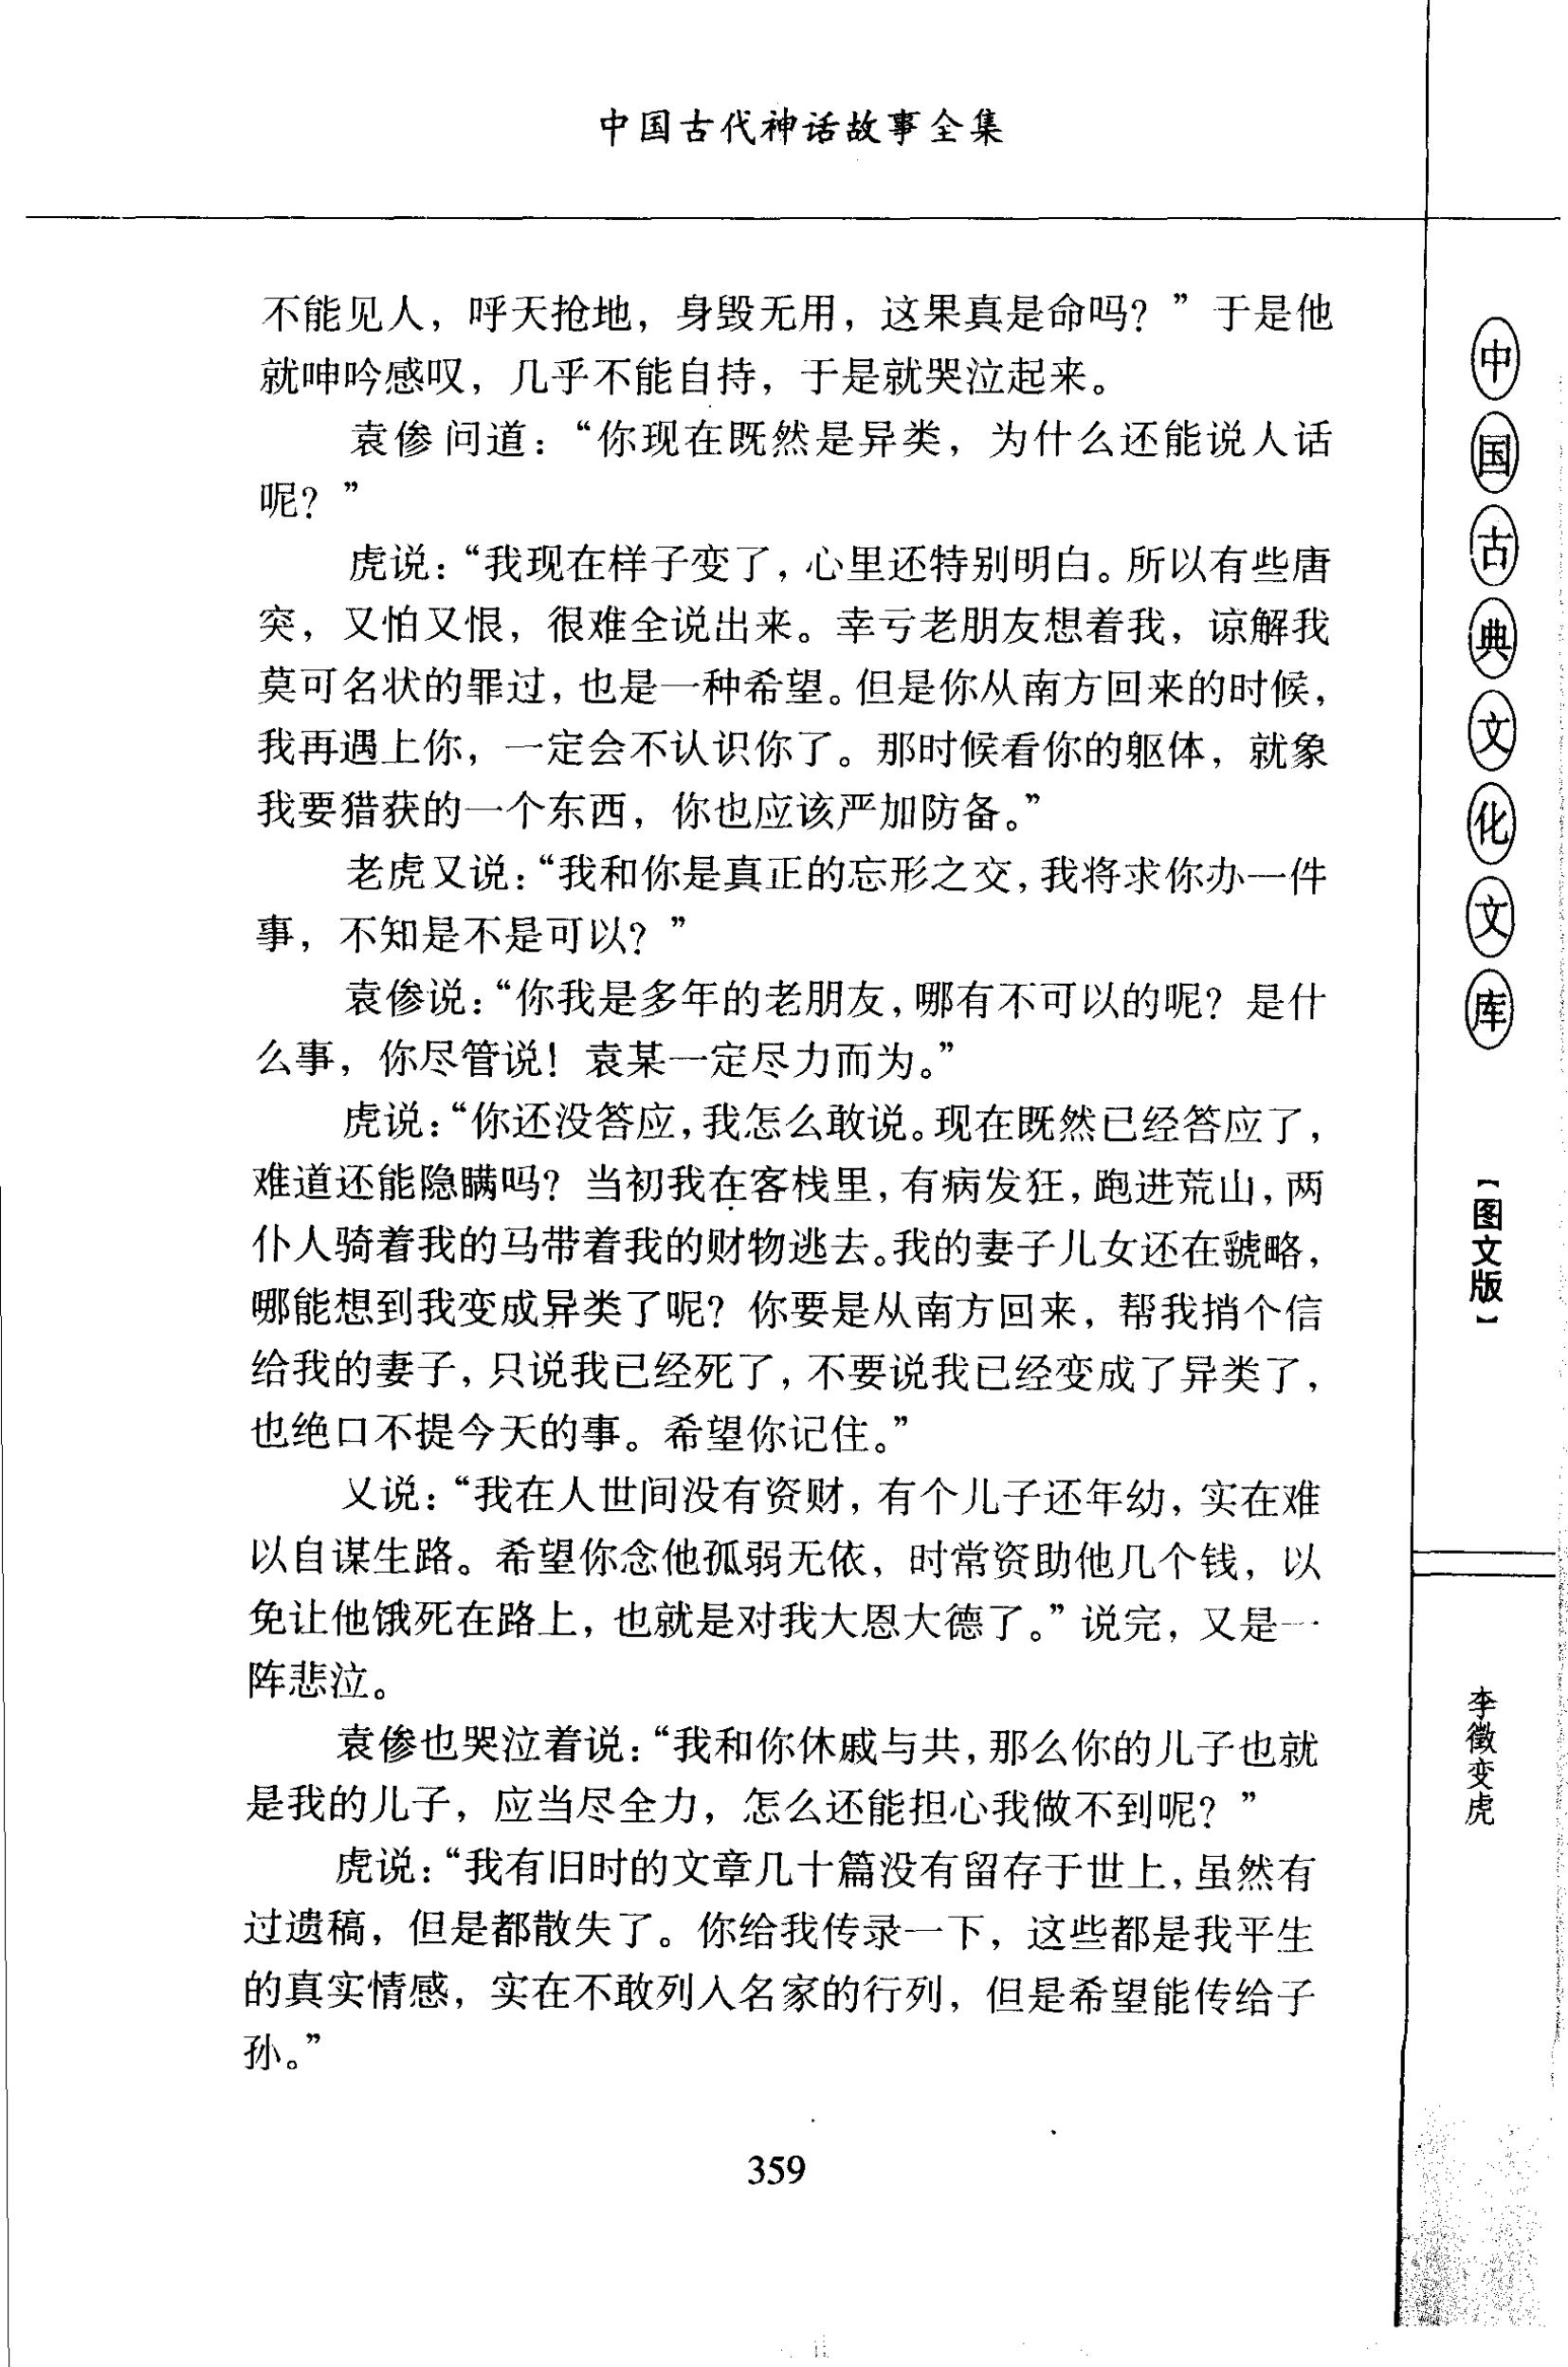 中国古代神话故事全集
不能见人，呼天抢地，身毁无用，这果真是命吗？”于是他
就呻吟感叹，几乎不能自持，于是就哭泣起来。
袁傪问道：“你现在既然是异类，为什么还能说人话
呢？”
虎说：“我现在样子变了，心里还特别明白。所以有些唐
突，又怕又恨，很难全说出来。幸亏老朋友想着我，谅解我
莫可名状的罪过，也是一种希望。但是你从南方回来的时候，
我再遇上你，一定会不认识你了。那时候看你的躯体，就象
我要猎获的一个东西，你也应该严加防备。”
老虎又说：“我和你是真正的忘形之交，我将求你办一件
事，不知是不是可以？”
袁傪说：“你我是多年的老朋友，哪有不可以的呢？是什
么事，你尽管说！袁某一定尽力而为。”
虎说：“你还没答应，我怎么敢说。现在既然已经答应了，
难道还能隐瞒吗？当初我在客栈里，有病发狂，跑进荒山，两
仆人骑着我的马带着我的财物逃去。我的妻子儿女还在虢略，
哪能想到我变成异类了呢？你要是从南方回来，帮我捎个信
给我的妻子，只说我已经死了，不要说我已经变成了异类了，
也绝口不提今天的事。希望你记住。”
又说：“我在人世间没有资财，有个儿子还年幼，实在难
以自谋生路。希望你念他孤弱无依，时常资助他几个钱，以
免让他饿死在路上，也就是对我大恩大德了。”说完，又是一
阵悲泣。
袁傪也哭泣着说：“我和你休戚与共，那么你的儿子也就
是我的儿子，应当尽全力，怎么还能担心我做不到呢？”
虎说：“我有旧时的文章几十篇没有留存于世上，虽然有
过遗稿，但是都散失了。你给我传录一下，这些都是我平生
的真实情感，实在不敢列入名家的行列，但是希望能传给子
孙。”
359
中国古典文化文库
【图文版】
李徵变虎